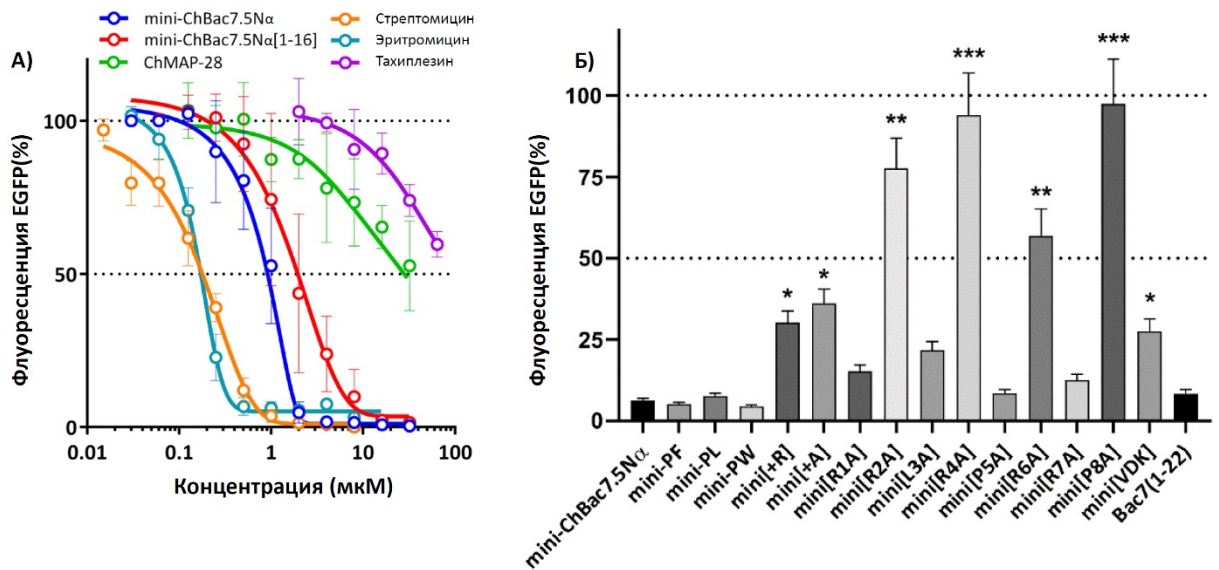 А)
mini-ChBac7.5Nα
mini-ChBac7.5Nα[1-16]
ChMAP-28
Стрептомицин
Эритромицин
Тахиплезин
Флуоресценция EGFP(%)
100
50
0
0.01
0.1
1
10
100
Концентрация (мкМ)
Б)
Флуоресценция EGFP(%)
100
75
50
25
0
*
*
**
***
**
***
*
mini-ChBac7.5Nα
mini-PF
mini-PL
mini-PW
mini[+R]
mini[+A]
mini[R1A]
mini[R2A]
mini[L3A]
mini[R4A]
mini[P5A]
mini[R6A]
mini[R7A]
mini[P8A]
mini[VDK]
Bac7(1-22)